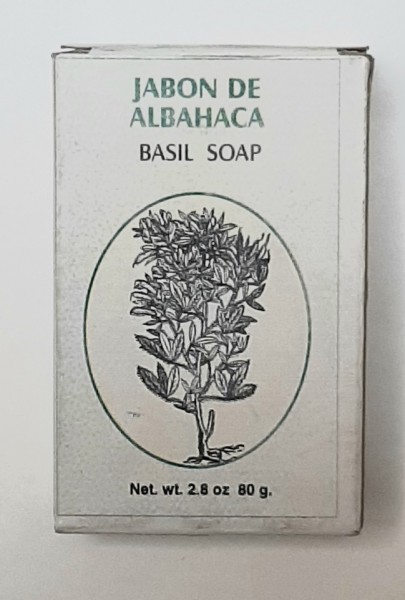 JABON DE
ALBAHACA
BASIL SOAP
Net. wt. 2.8 oz 80 g.